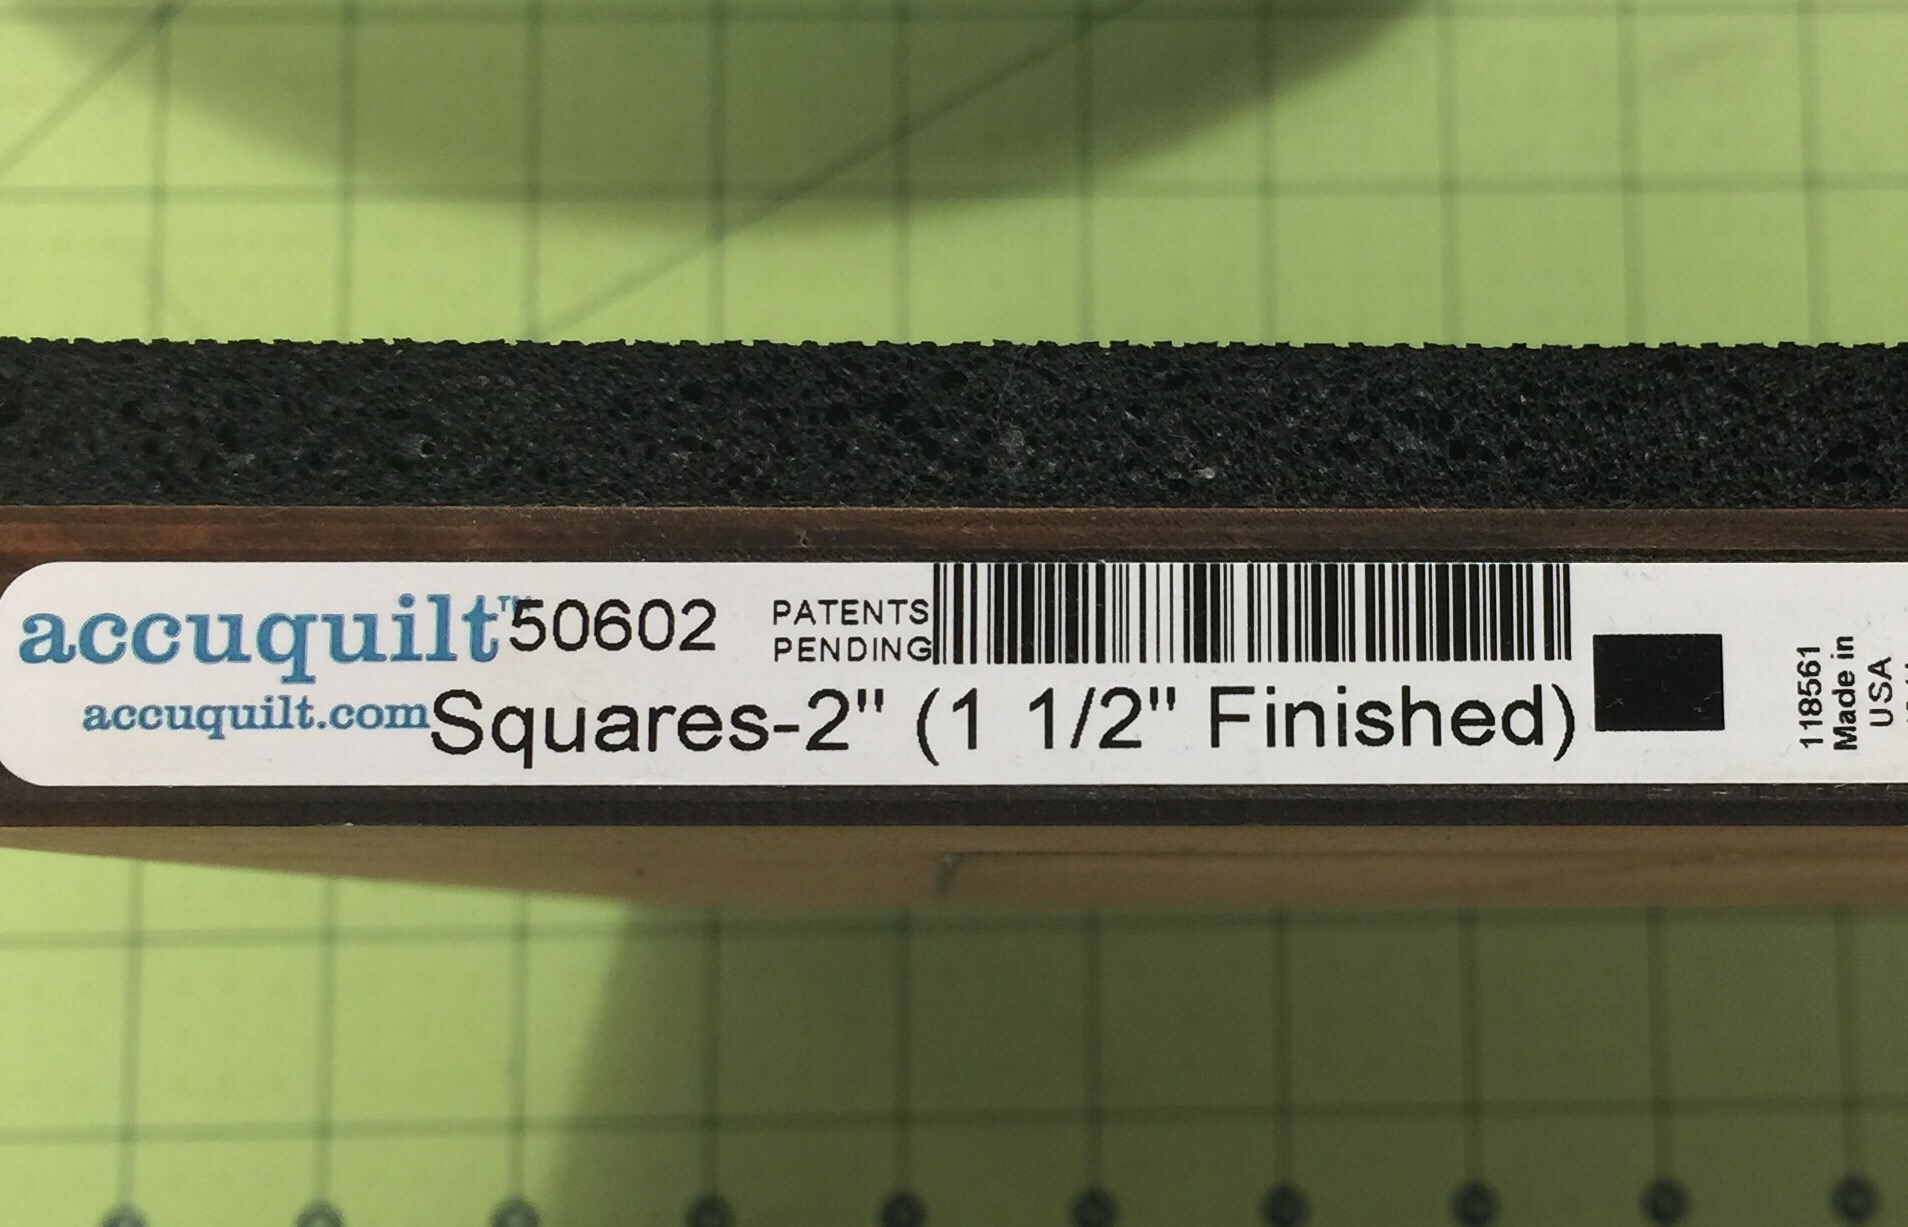 accuquilt™ 50602 PATENTS
PENDING
accuquilt.com Squares-2" (1 1/2" Finished)
118561
Made in
USA